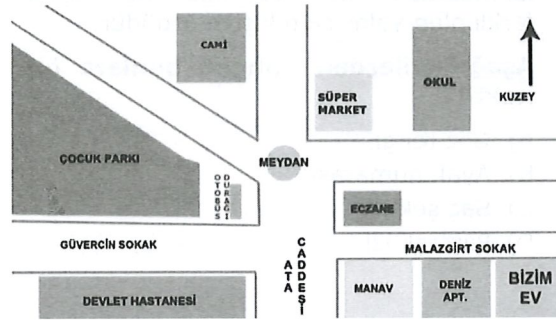 CAMİ
OKUL
SÜPER
MARKET
KUZEY
ÇOCUK PARKI
MEYDAN
OTOBÜS
DURAĞI
ECZANE
GÜVERCİN SOKAK
ATA
CADDESİ
MALAZGİRT SOKAK
DEVLET HASTANESİ
MANAV
DENİZ
APT.
BİZİM
EV